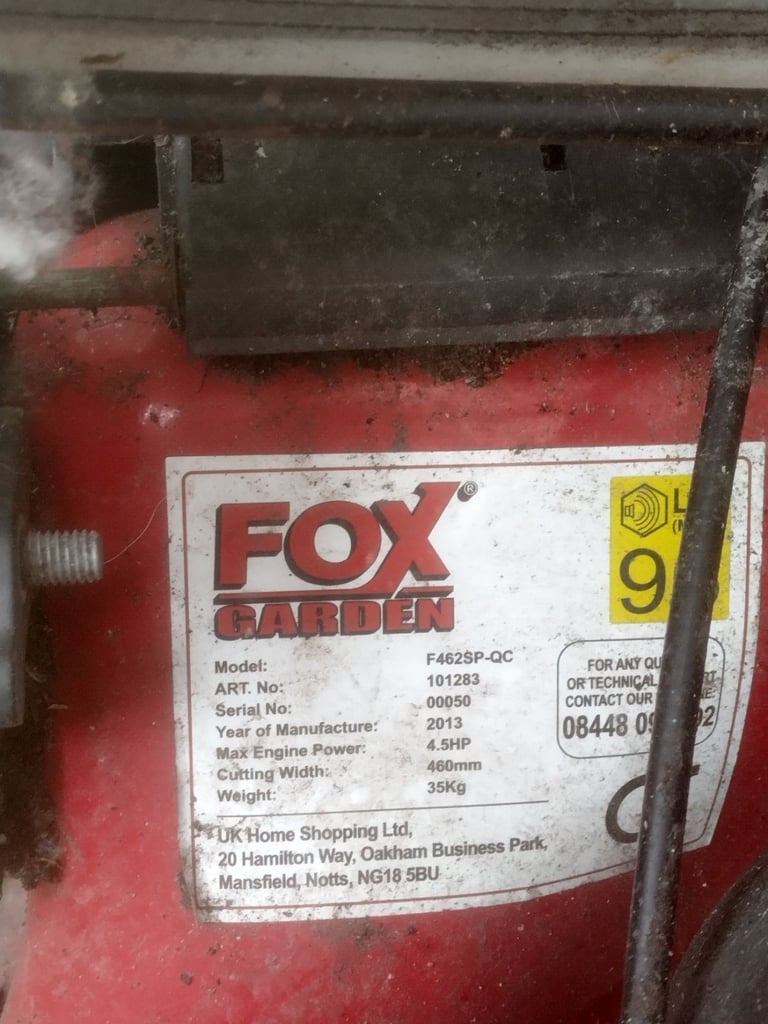 FOX®
GARDEN
Model: F462SP-QC
ART. No: 101283
Serial No: 00050
Year of Manufacture: 2013
Max Engine Power: 4.5HP
Cutting Width: 460mm
Weight: 35Kg
UK Home Shopping Ltd,
20 Hamilton Way, Oakham Business Park,
Mansfield, Notts, NG18 5BU
9
FOR ANY
OR TECHNICAL
CONTACT OUR
08448